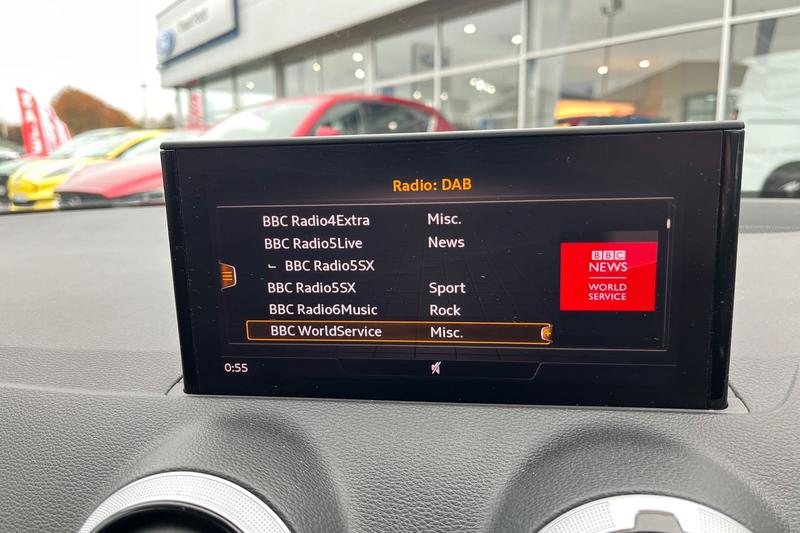 Radio: DAB
BBC Radio4Extra Misc.
BBC Radio5Live News
BBC Radio5SX
BBC Radio5SX Sport
BBC Radio6Music Rock
BBC WorldService Misc.
BBC
NEWS
WORLD
SERVICE
0:55